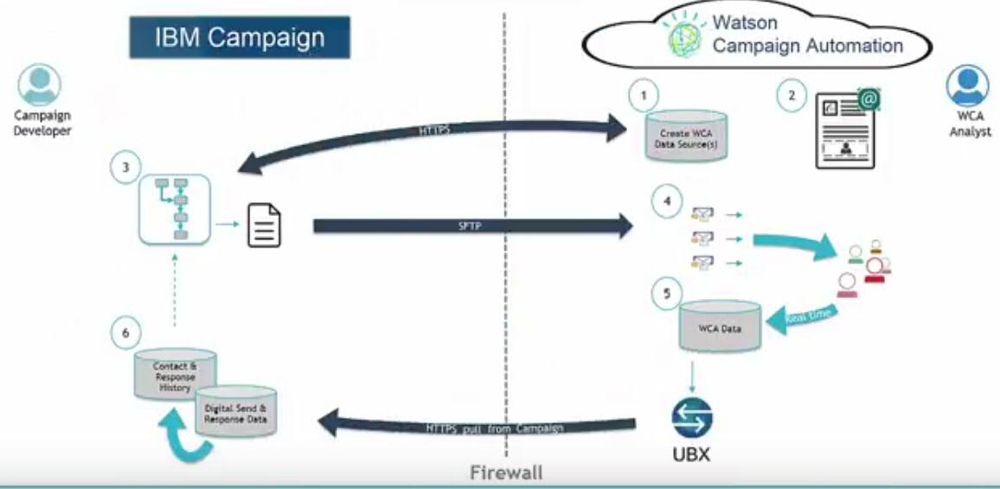 IBM Campaign
Watson
Campaign Automation
Campaign
Developer
WCA
Analyst
1
2
Create WCA
Data Source(s)
@
HTTPS
3
4
SFTP
5
Real time
WCA Data
6
Contact &
Response
History
Digital Send &
Response Data
HTTPS pull from Campaign
UBX
Firewall